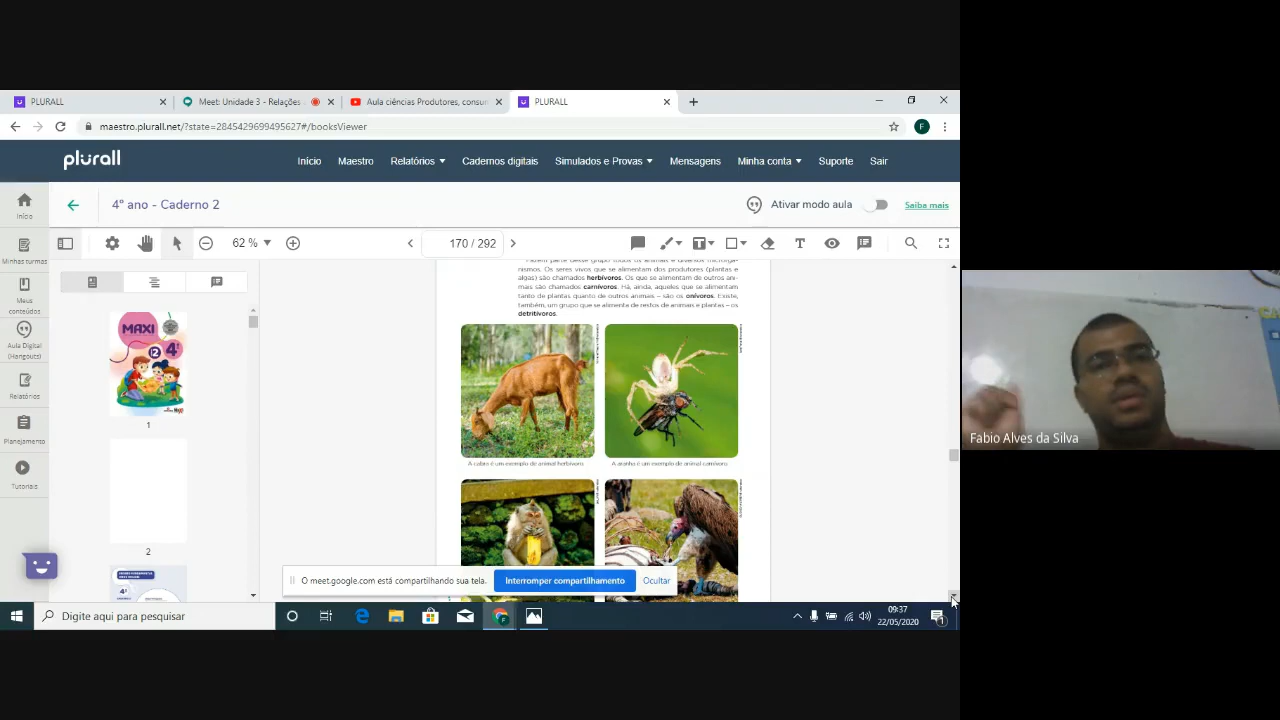 PLURALL
Meet: Unidade 3 - Relações
Aula ciências Produtores, consun
PLURALL
maestro.plurall.net/?state=2845429699495627#/booksViewer
plurall
Início Maestro Relatórios Cadernos digitais Simulados e Provas Mensagens Minha conta Suporte Sair
4º ano - Caderno 2
Ativar modo aula
Saiba mais
Início
Minhas turmas
Meus conteúdos
Aula Digital (Hangouts)
Relatórios
Planejamento
Tutoriais
62 %
170 / 292
MAXI
2 4
1
2
nismos. Os seres vivos que se alimentam dos produtores (plantas e
algas) são chamados herbívoros. Os que se alimentam de outros ani-
mais são chamados carnívoros. Há, ainda, aqueles que se alimentam
tanto de plantas quanto de outros animais – são os onívoros. Existe,
também, um grupo que se alimenta de restos de animais e plantas – os
detritívoros.
A cabra é um exemplo de animal herbívoro.
A aranha é um exemplo de animal carnívoro.
O meet.google.com está compartilhando sua tela.
Interromper compartilhamento
Ocultar
Digite aqui para pesquisar
09:37
22/05/2020
1
Fabio Alves da Silva